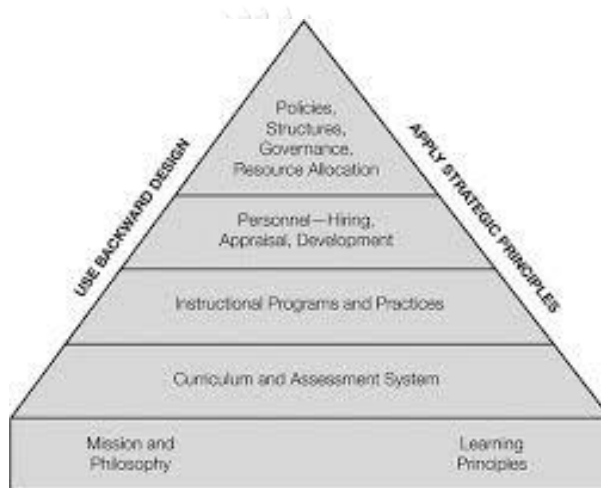 Policies,
Structures,
Governance,
Resource Allocation
USE BACKWARD DESIGN
APPLY STRATEGIC PRINCIPLES
Personnel—Hiring,
Appraisal, Development
Instructional Programs and Practices
Curriculum and Assessment System
Mission and
Philosophy
Learning
Principles